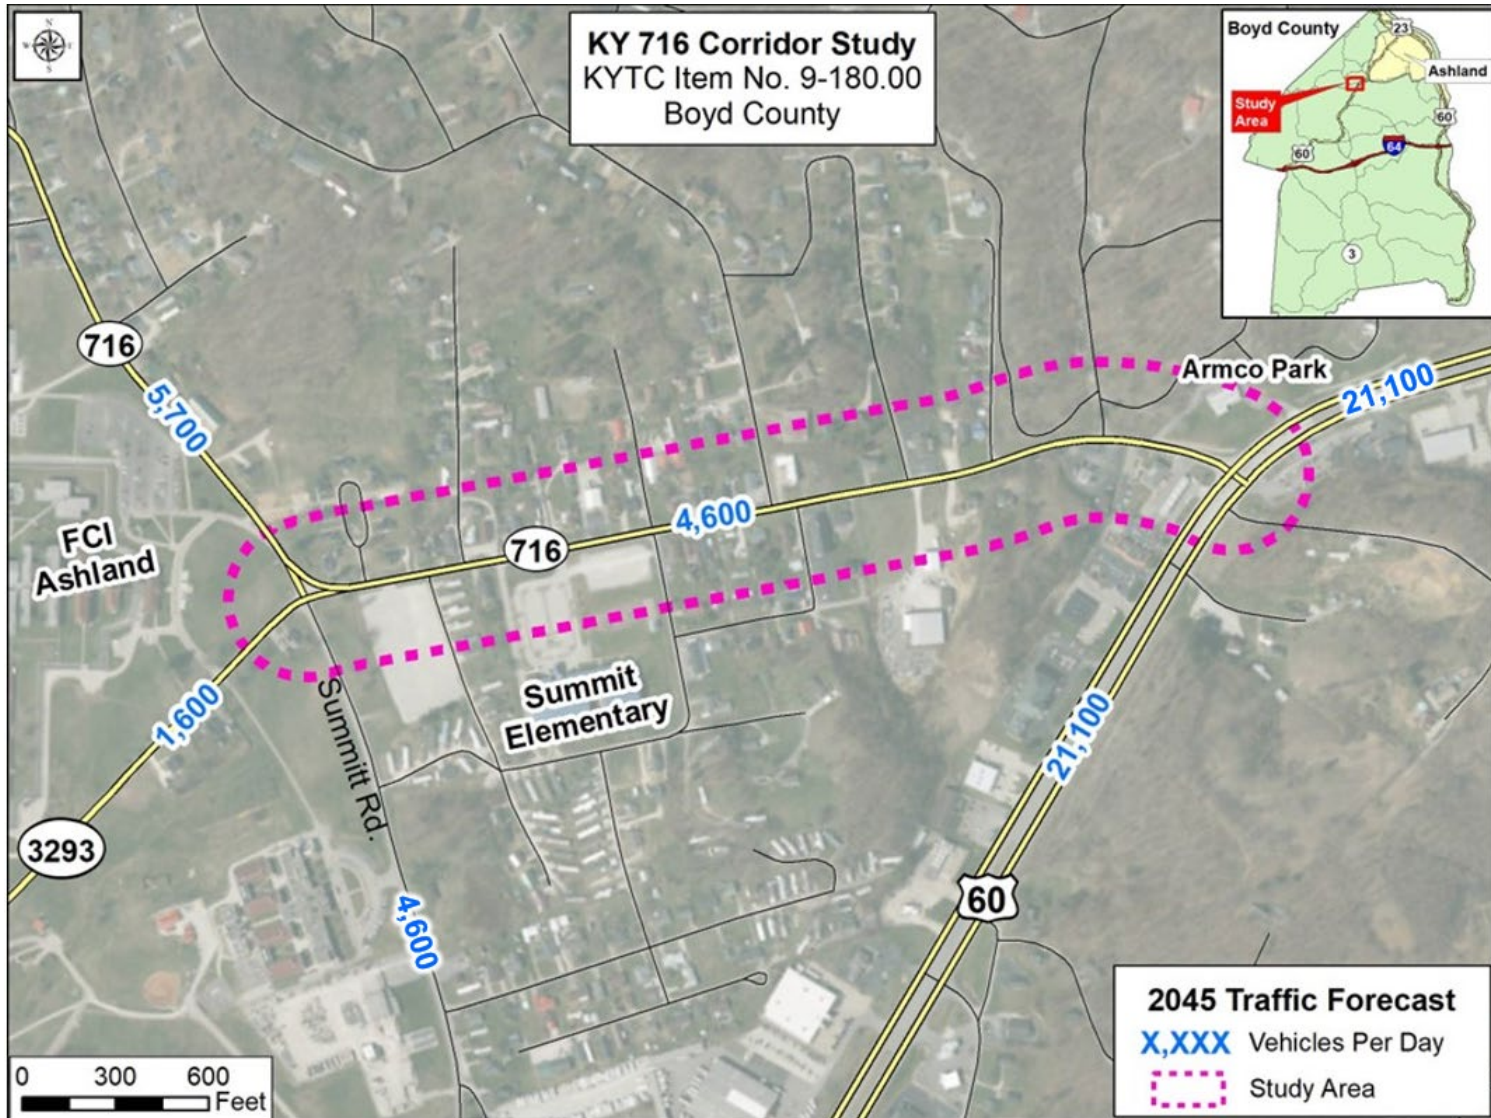 N
W
E
S
KY 716 Corridor Study
KYTC Item No. 9-180.00
Boyd County
Boyd County
23
Ashland
Study
Area
60
60
64
3
Armco Park
21,100
716
5,700
4,600
716
FCI
Ashland
1,600
Summitt Rd.
Summit
Elementary
21,100
3293
60
4,600
0 300 600
Feet
2045 Traffic Forecast
X,XXX Vehicles Per Day
Study Area